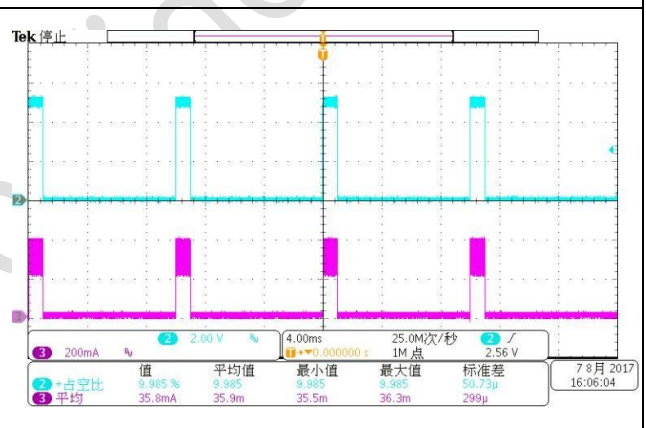 Tek 停止
2
3
2 2.00 V 4.00ms 25.0M次/秒 2
3 200mA 0.000000 s 1M 点 2.56 V
值 平均值 最小值 最大值 标准差
2 +占空比 9.985 % 9.985 9.985 9.985 50.73µ
3 平均 35.8mA 35.9m 35.5m 36.3m 299µ
7 8月 2017
16:06:04